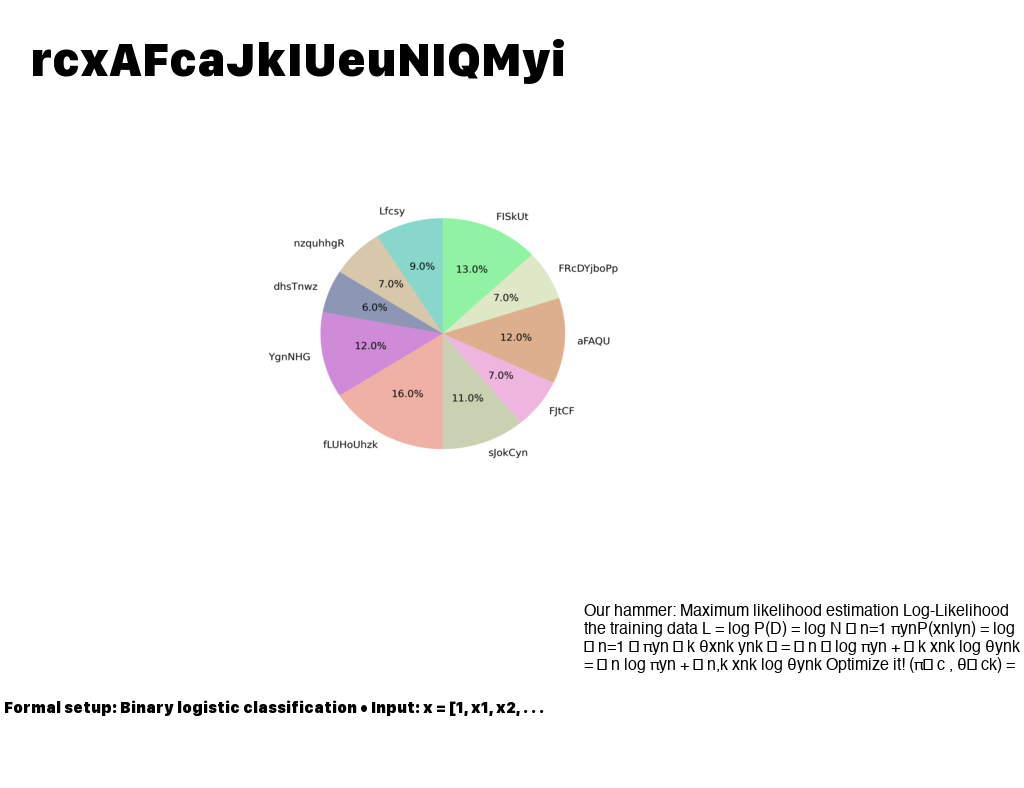 rcxAFcaJkIUeuNIQMyi
Lfcsy
FISkUt
nzquhhgR
FRcDYjboPp
9.0%
13.0%
7.0%
dhsTnwz
7.0%
6.0%
12.0%
aFAQU
12.0%
YgnNHG
7.0%
16.0%
11.0%
FJtCF
fLUHoUhzk
sJokCyn
Our hammer: Maximum likelihood estimation Log-Likelihood
the training data L = log P(D) = log N □ n=1 πynP(xn|yn) = log
□ n=1 □ πyn □ k θxnk ynk □ = □ n □ log πyn + □ k xnk log θynk
= □ n log πyn + □ n,k xnk log θynk Optimize it! (π□ c , θ□ ck) =
Formal setup: Binary logistic classification • Input: x = [1, x1, x2, . . .